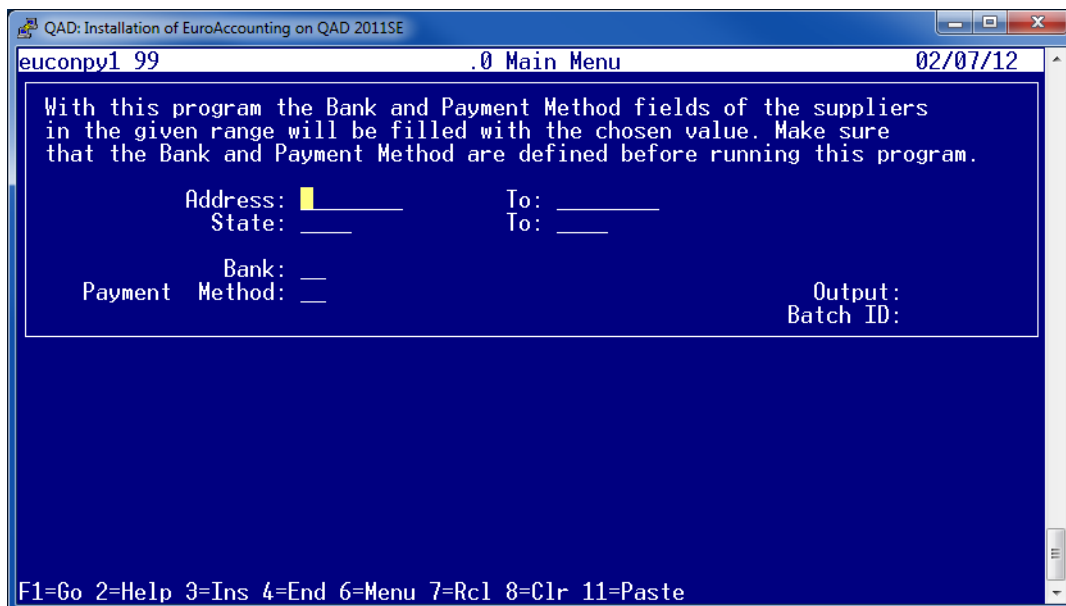 QAD: Installation of EuroAccounting on QAD 2011SE
euconpy1 99 .0 Main Menu 02/07/12
With this program the Bank and Payment Method fields of the suppliers
in the given range will be filled with the chosen value. Make sure
that the Bank and Payment Method are defined before running this program.
Address: To:
State: To:
Bank:
Payment Method: Output:
Batch ID:
F1=Go 2=Help 3=Ins 4=End 6=Menu 7=Rcl 8=Clr 11=Paste